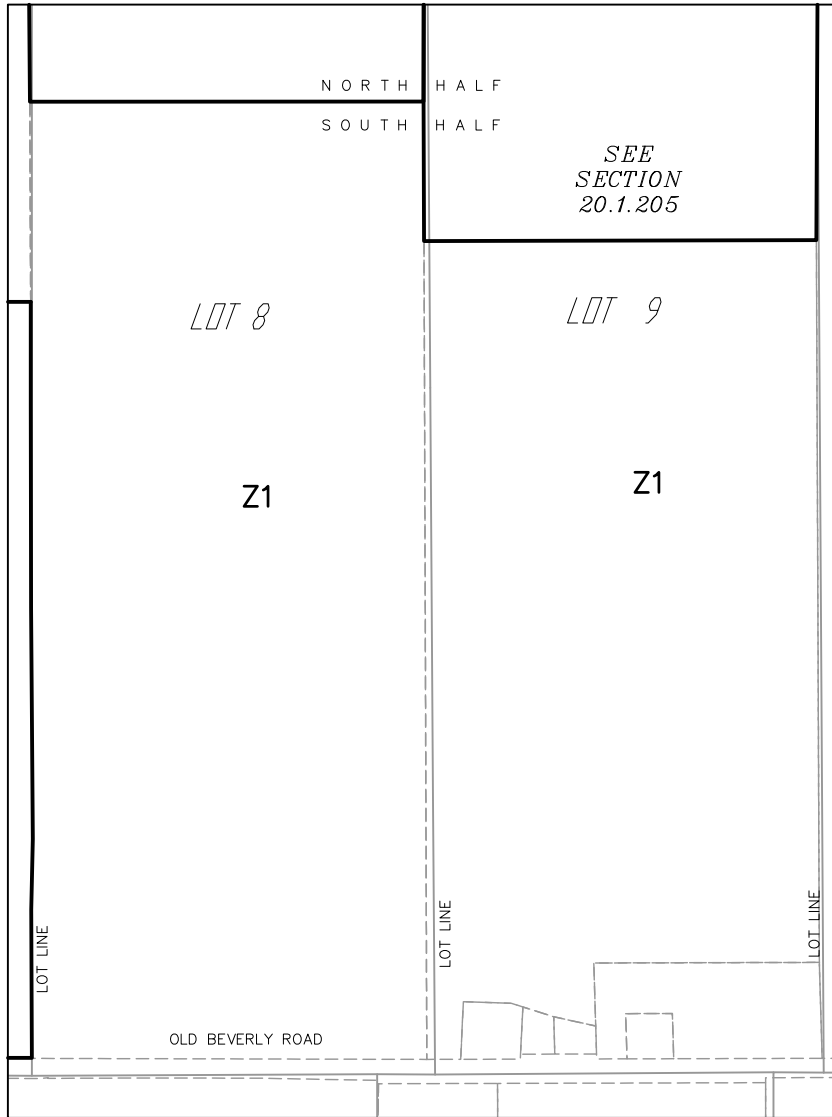 NORTH HALF
SOUTH HALF
SEE
SECTION
20.1.205
LOT 8
LOT 9
Z1
Z1
LOT LINE
LOT LINE
LOT LINE
OLD BEVERLY ROAD